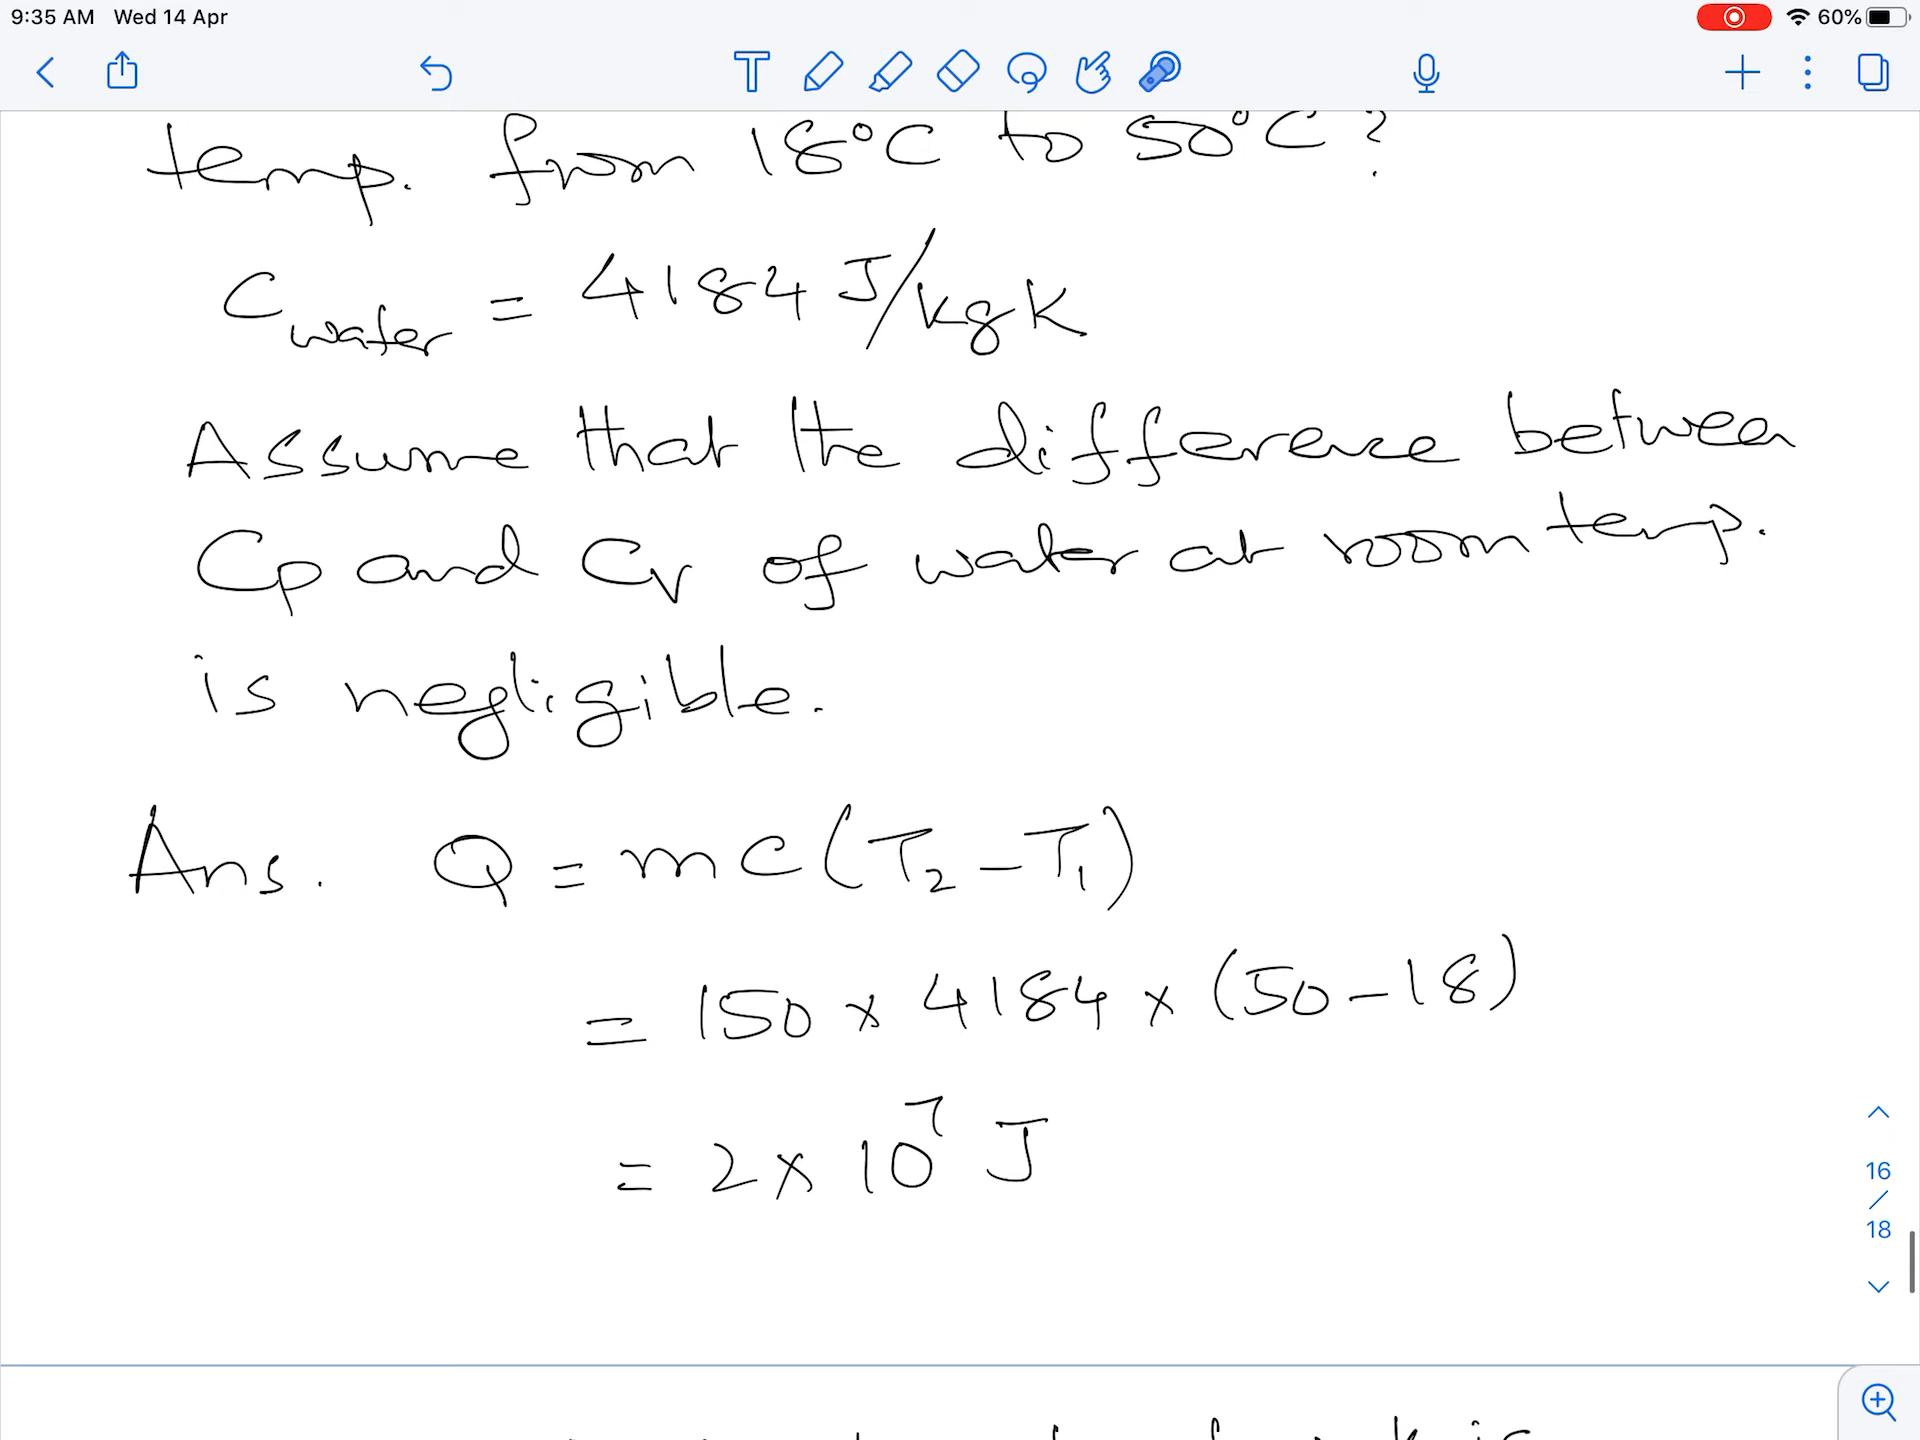 9:35 AM Wed 14 Apr 60%
T
temp. from 18°C to 50°C?
C water = 4184 J/kgK
Assume that the difference between
Cp and Cv of water at room temp.
is negligible.
Ans. Q = mc(T₂ - T₁)
= 150 x 4184 x (50-18)
= 2 x 10⁷ J
16
/
18